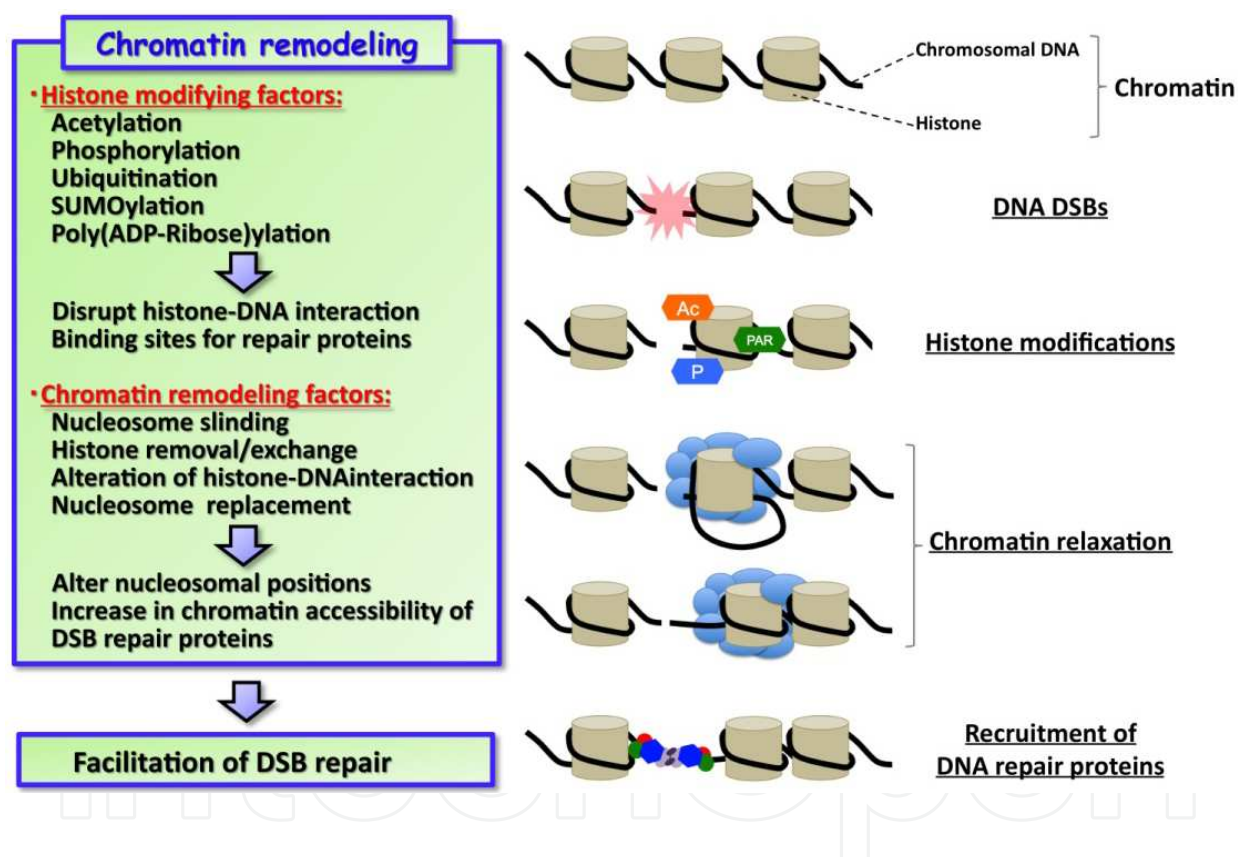 Chromatin remodeling
・Histone modifying factors:
Acetylation
Phosphorylation
Ubiquitination
SUMOylation
Poly(ADP-Ribose)ylation
Disrupt histone-DNA interaction
Binding sites for repair proteins
・Chromatin remodeling factors:
Nucleosome slinding
Histone removal/exchange
Alteration of histone-DNAinteraction
Nucleosome replacement
Alter nucleosomal positions
Increase in chromatin accessibility of
DSB repair proteins
Facilitation of DSB repair
Chromosomal DNA
Histone
Chromatin
DNA DSBs
Ac
PAR
P
Histone modifications
Chromatin relaxation
Recruitment of
DNA repair proteins
intechopen